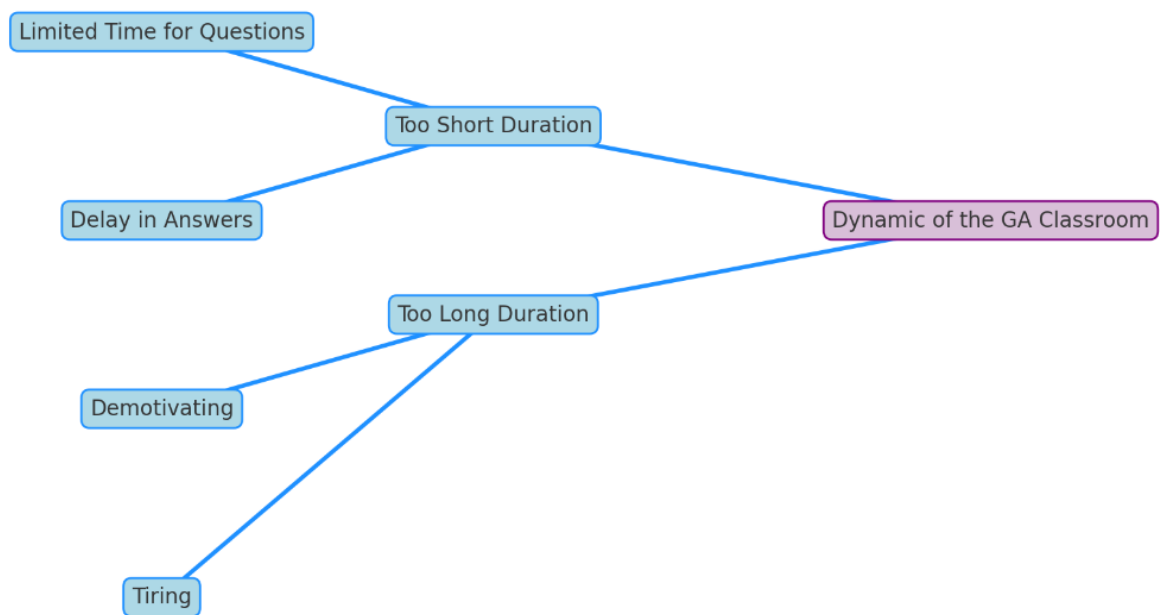 Limited Time for Questions
Too Short Duration
Delay in Answers
Dynamic of the GA Classroom
Too Long Duration
Demotivating
Tiring